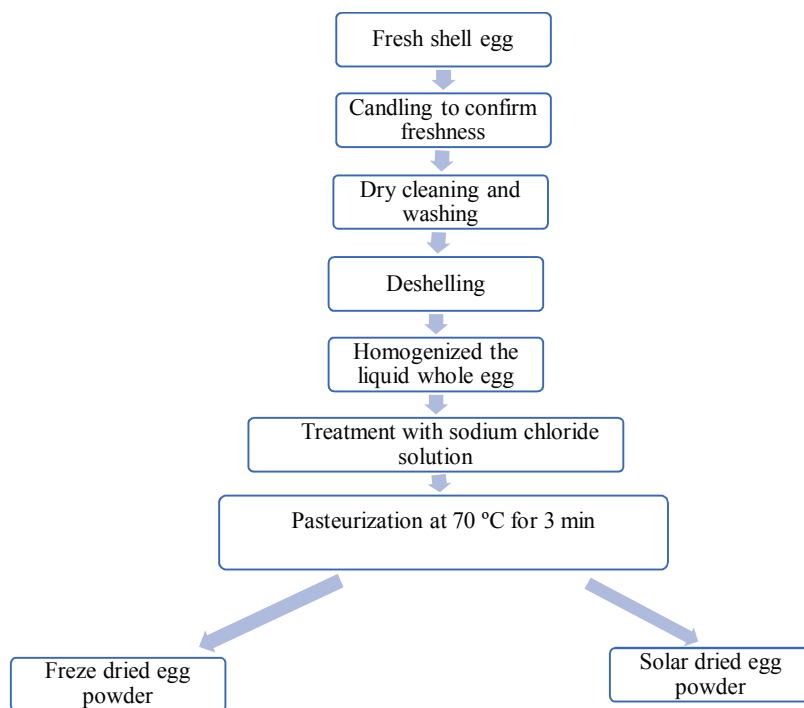 Fresh shell egg
Candling to confirm
freshness
Dry cleaning and
washing
Deshelling
Homogenized the
liquid whole egg
Treatment with sodium chloride
solution
Pasteurization at 70 ºC for 3 min
Freze dried egg
powder
Solar dried egg
powder